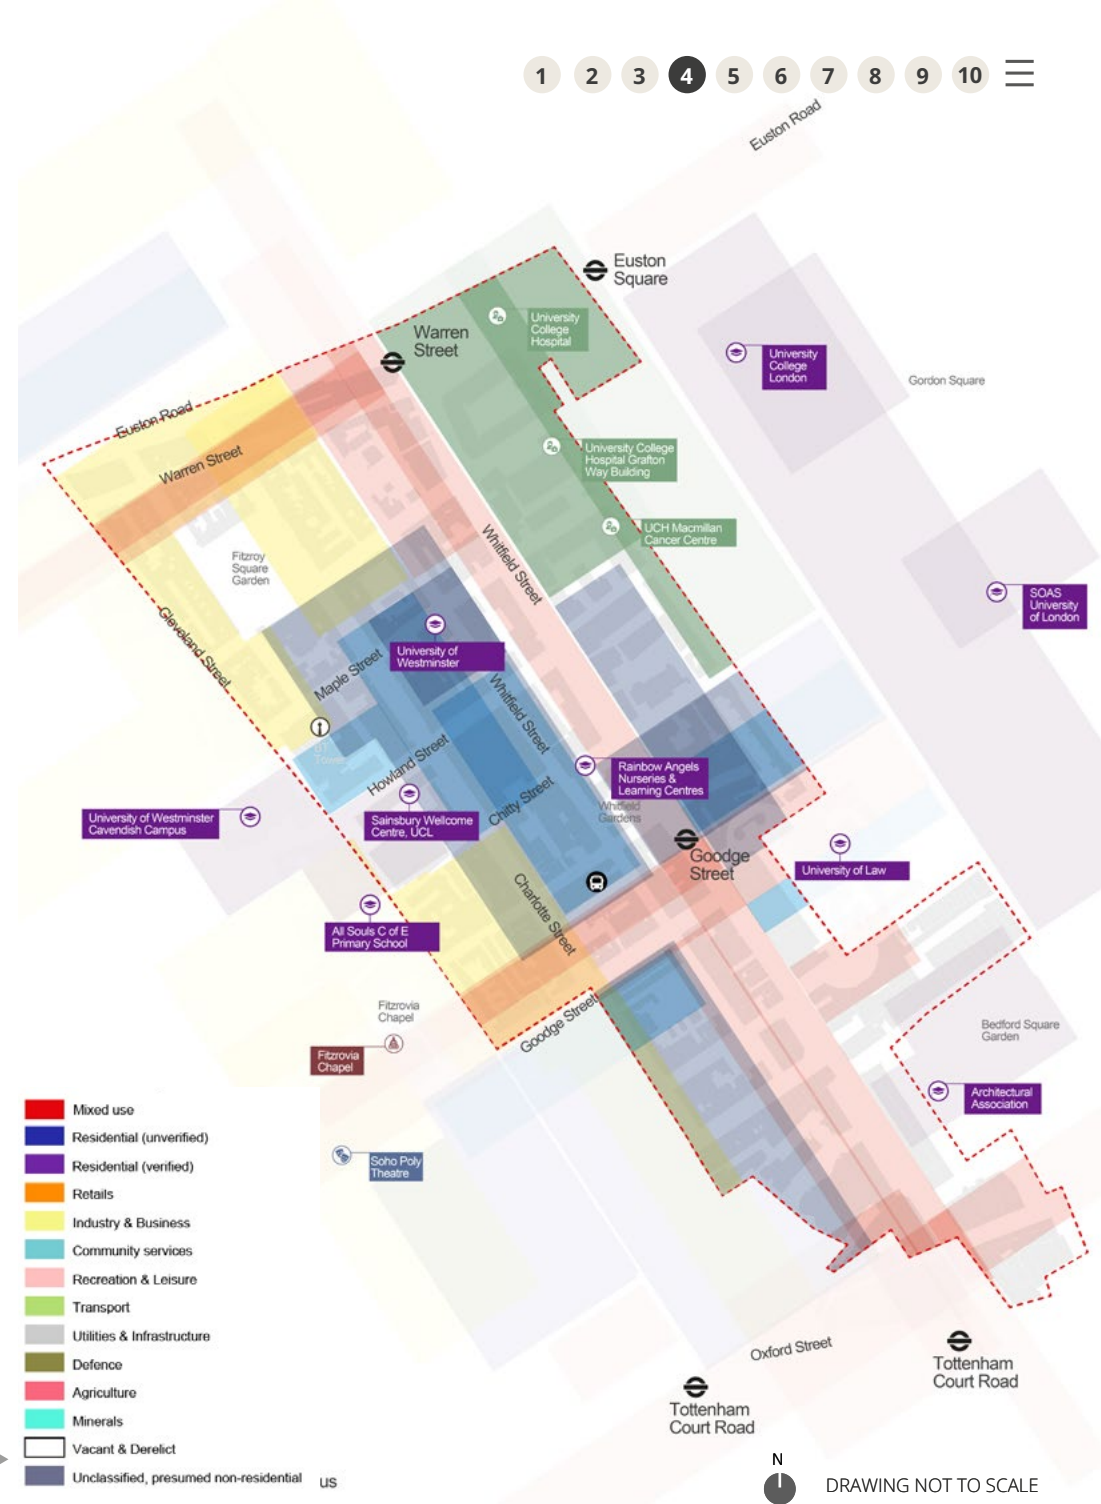 1 2 3 4 5 6 7 8 9 10
Euston Road
Euston
Square
University
College
Hospital
Warren
Street
University
College
London
Gordon Square
Euston Road
Warren Street
University College
Hospital Grafton
Way Building
UCH Macmillan
Cancer Centre
Whitfield Street
Fitzroy
Square
Garden
SOAS
University
of London
Cleveland Street
University of
Westminster
Maple Street
Whitfield Street
BT
Tower
Howland Street
Rainbow Angels
Nurseries &
Learning Centres
Chitty Street
Whitfield
Gardens
University of Westminster
Cavendish Campus
Sainsbury Wellcome
Centre, UCL
Goodge
Street
University of Law
Charlotte Street
All Souls C of E
Primary School
Fitzrovia
Chapel
Goodge Street
Bedford Square
Garden
Fitzrovia
Chapel
Architectural
Association
Soho Poly
Theatre
Mixed use
Residential (unverified)
Residential (verified)
Retails
Industry & Business
Community services
Recreation & Leisure
Transport
Utilities & Infrastructure
Defence
Agriculture
Minerals
Vacant & Derelict
Unclassified, presumed non-residential
us
Oxford Street
Tottenham
Court Road
Tottenham
Court Road
N
DRAWING NOT TO SCALE